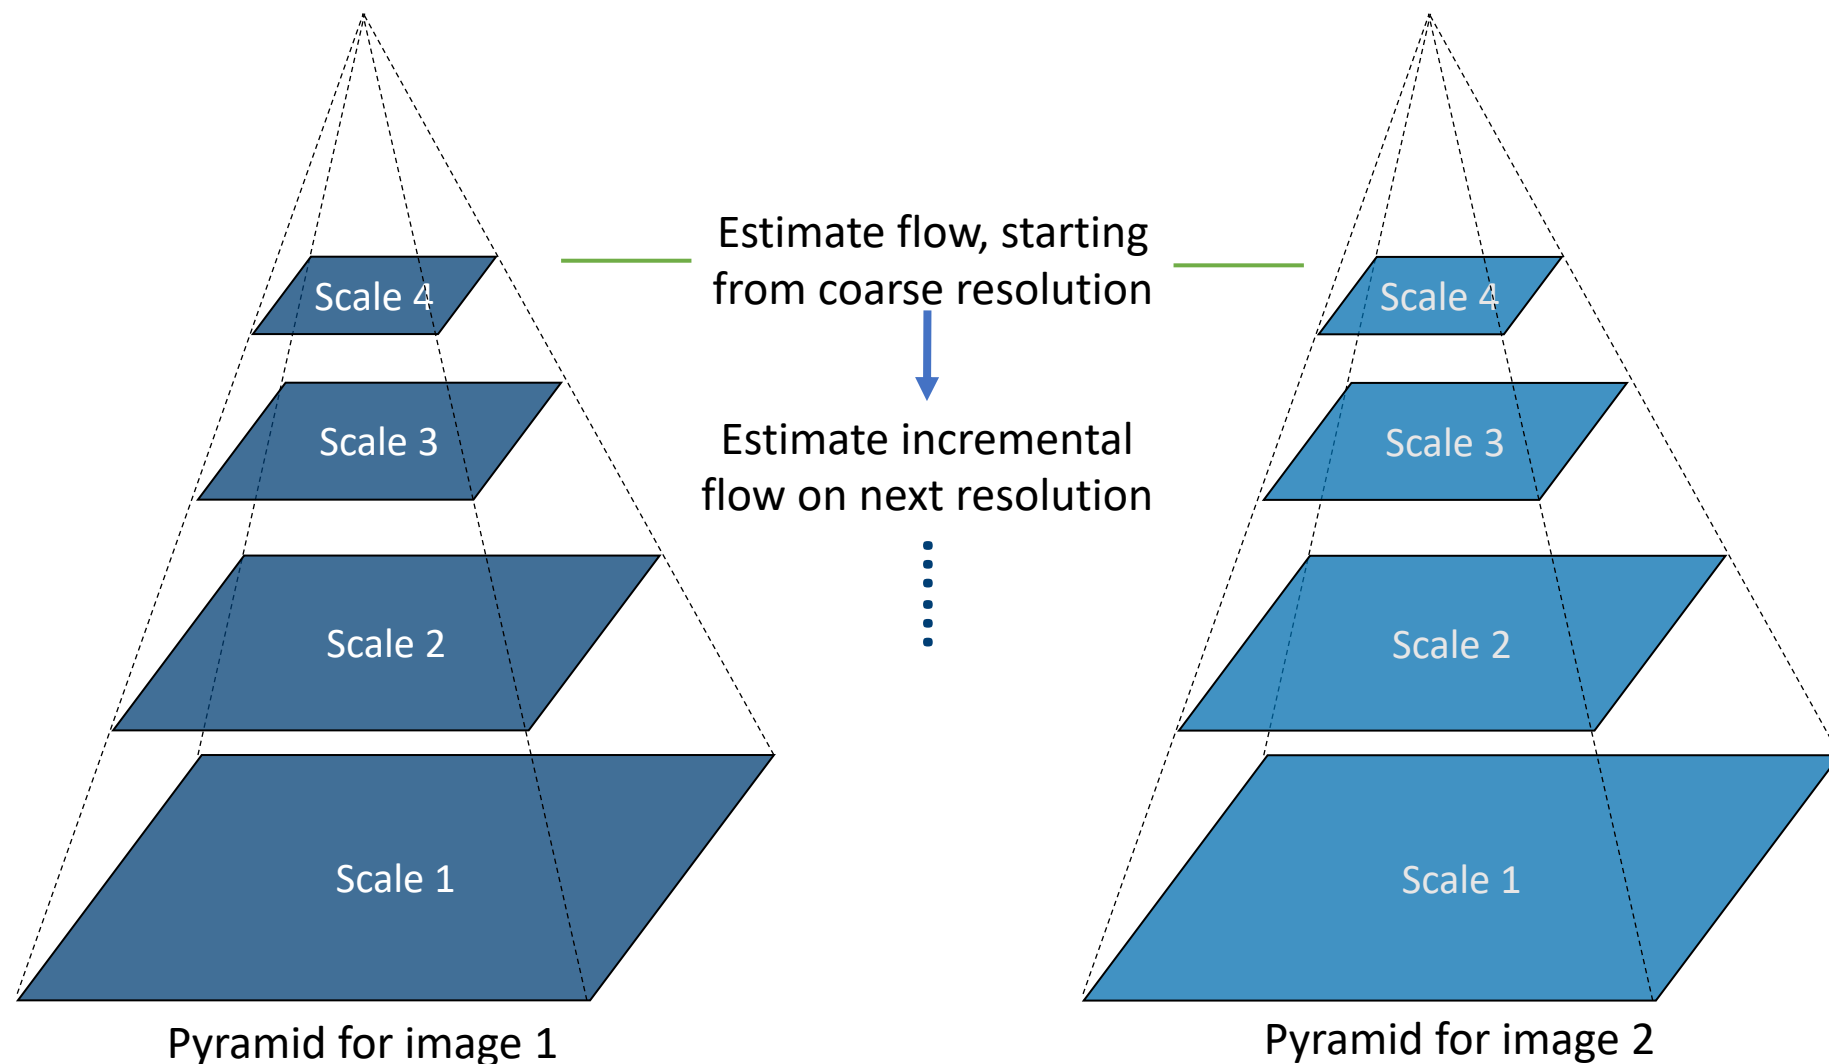 Estimate flow, starting
from coarse resolution
Scale 4
Scale 4
Estimate incremental
flow on next resolution
Scale 3
Scale 3
Scale 2
Scale 2
Scale 1
Scale 1
Pyramid for image 1
Pyramid for image 2